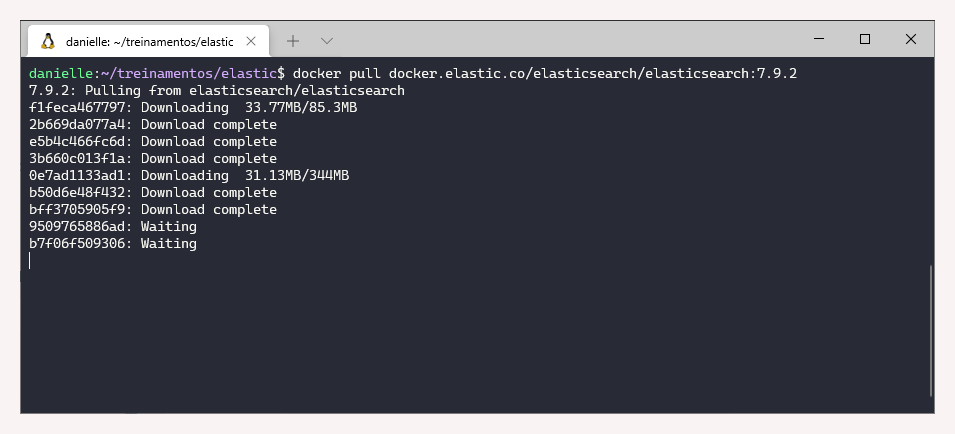 danielle: ~/treinamentos/elastic
danielle:~/treinamentos/elastic$ docker pull docker.elastic.co/elasticsearch/elasticsearch:7.9.2
7.9.2: Pulling from elasticsearch/elasticsearch
f1feca467797: Downloading  33.77MB/85.3MB
2b669da077a4: Download complete
e5b4c466fc6d: Download complete
3b660c013f1a: Download complete
0e7ad1133ad1: Downloading  31.13MB/344MB
b50d6e48f432: Download complete
bff3705905f9: Download complete
9509765886ad: Waiting
b7f06f509306: Waiting